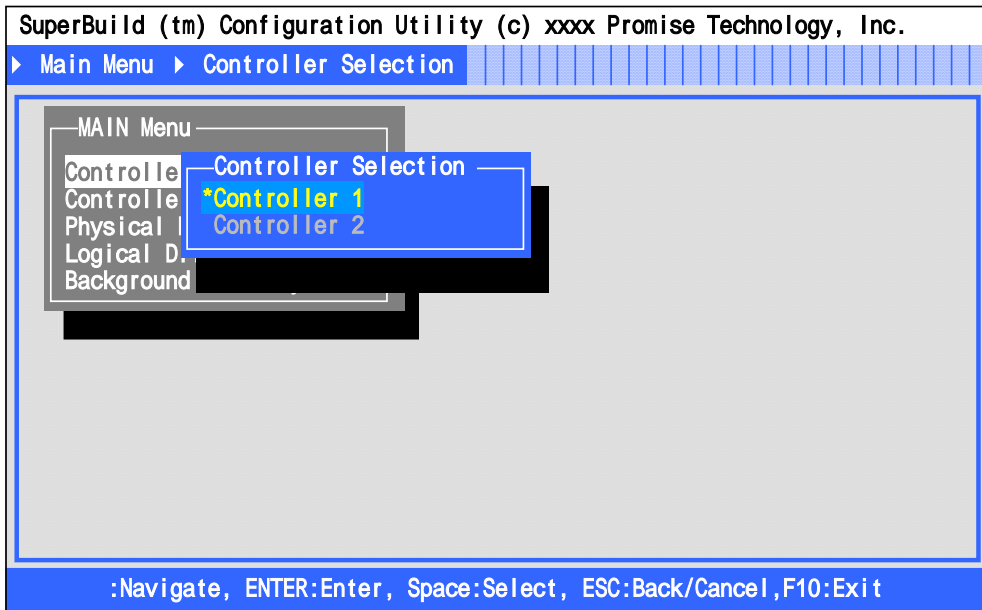 SuperBuild (tm) Configuration Utility (c) xxxx Promise Technology, Inc.
Main Menu Controller Selection
MAIN Menu
Controlle
Controlle
Physical
Logical D
Background
Controller Selection
*Controller 1
Controller 2
:Navigate, ENTER:Enter, Space:Select, ESC:Back/Cancel,F10:Exit